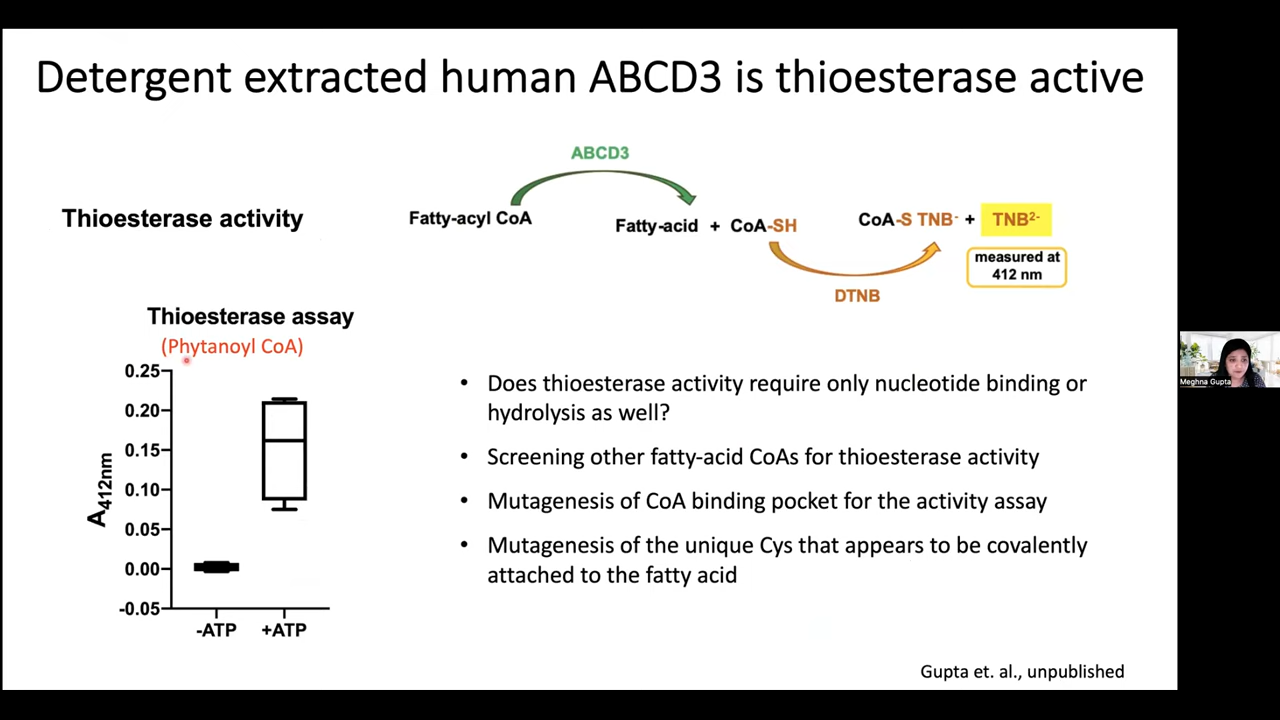 Detergent extracted human ABCD3 is thioesterase active
ABCD3
Thioesterase activity
Fatty-acyl CoA
Fatty-acid + CoA-SH
CoA-S TNB- + TNB2-
measured at
412 nm
DTNB
Thioesterase assay
(Phytanoyl CoA)
0.25
0.20
0.15
0.10
0.05
0.00
-0.05
A412nm
-ATP +ATP
• Does thioesterase activity require only nucleotide binding or
hydrolysis as well?
• Screening other fatty-acid CoAs for thioesterase activity
• Mutagenesis of CoA binding pocket for the activity assay
• Mutagenesis of the unique Cys that appears to be covalently
attached to the fatty acid
Gupta et. al., unpublished
Meghna Gupta